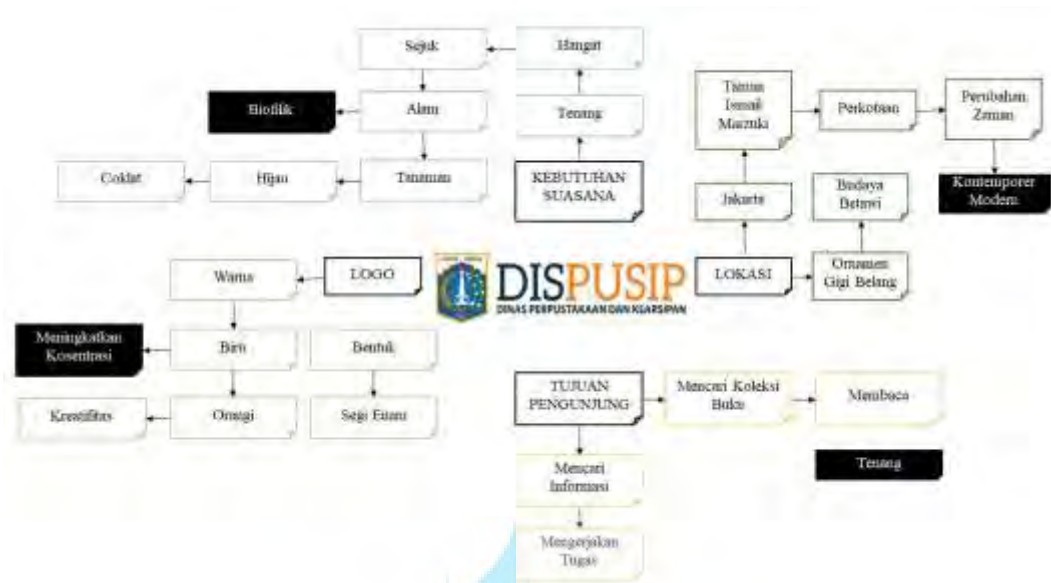 Sejuk
Hangat
Biofilik
Alam
Tenang
Coklat
Hijau
Tanaman
KEBUTUHAN
SUASANA
Taman
Ismail
Marzuki
Perkotaan
Perubahan
Zaman
Jakarta
Budaya
Betawi
Kontemporer
Modern
Warna
LOGO
DISPUSIP
DINAS PERPUSTAKAAN DAN KEARSIPAN
LOKASI
Ornamen
Gigi Belang
Meningkatkan
Kosentrasi
Biru
Bentuk
Kreatifitas
Orange
Segi Enam
TUJUAN
PENGUNJUNG
Mencari Koleksi
Buku
Membaca
Tenang
Mencari
Informasi
Mengerjakan
Tugas